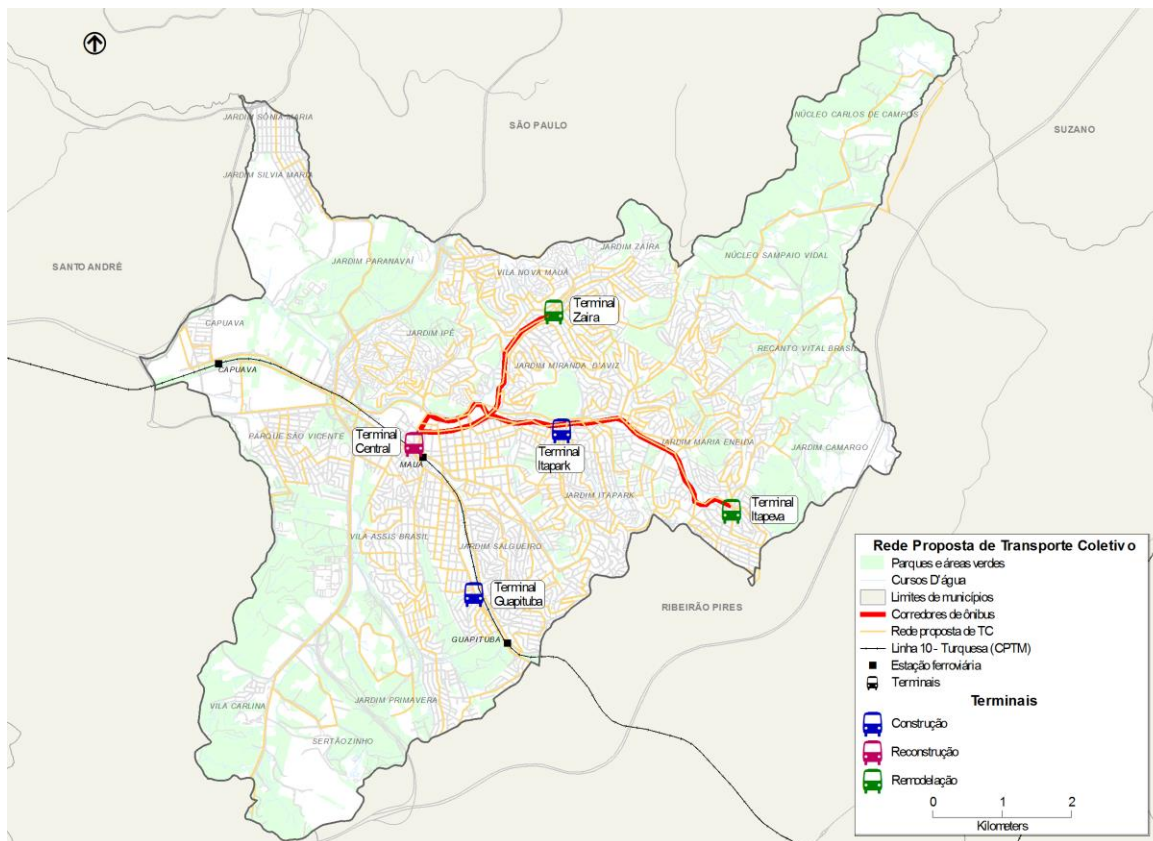 NÚCLEO CARLOS DE CAMPOS
JARDIM SÔNIA MARIA
SÃO PAULO
SUZANO
JARDIM SILVIA MARIA
JARDIM ZAÍRA
NÚCLEO SAMPAIO VIDAL
JARDIM PARANAVAÍ
SANTO ANDRÉ
VILA NOVA MAUÁ
Terminal
Zaira
CAPUAVA
JARDIM IPÊ
RECANTO VITAL BRASIL
JARDIM MIRANDA D'AVIZ
CAPUAVA
PARQUE SÃO VICENTE
Terminal
Central
MAUÁ
Terminal
Itapark
JARDIM MARIA ENEIDA
JARDIM CAMARGO
JARDIM ITAPARK
Terminal
Itapeva
VILA ASSIS BRASIL
JARDIM SALGUEIRO
Terminal
Guapituba
RIBEIRÃO PIRES
GUAPITUBA
JARDIM PRIMAVERA
VILA CARLINA
SERTÃOZINHO
Rede Proposta de Transporte Coletivo
Parques e áreas verdes
Cursos D'água
Limites de municípios
Corredores de ônibus
Rede proposta de TC
Linha 10 - Turquesa (CPTM)
Estação ferroviária
Terminais
Terminais
Construção
Reconstrução
Remodelação
0 1 2
Kilometers